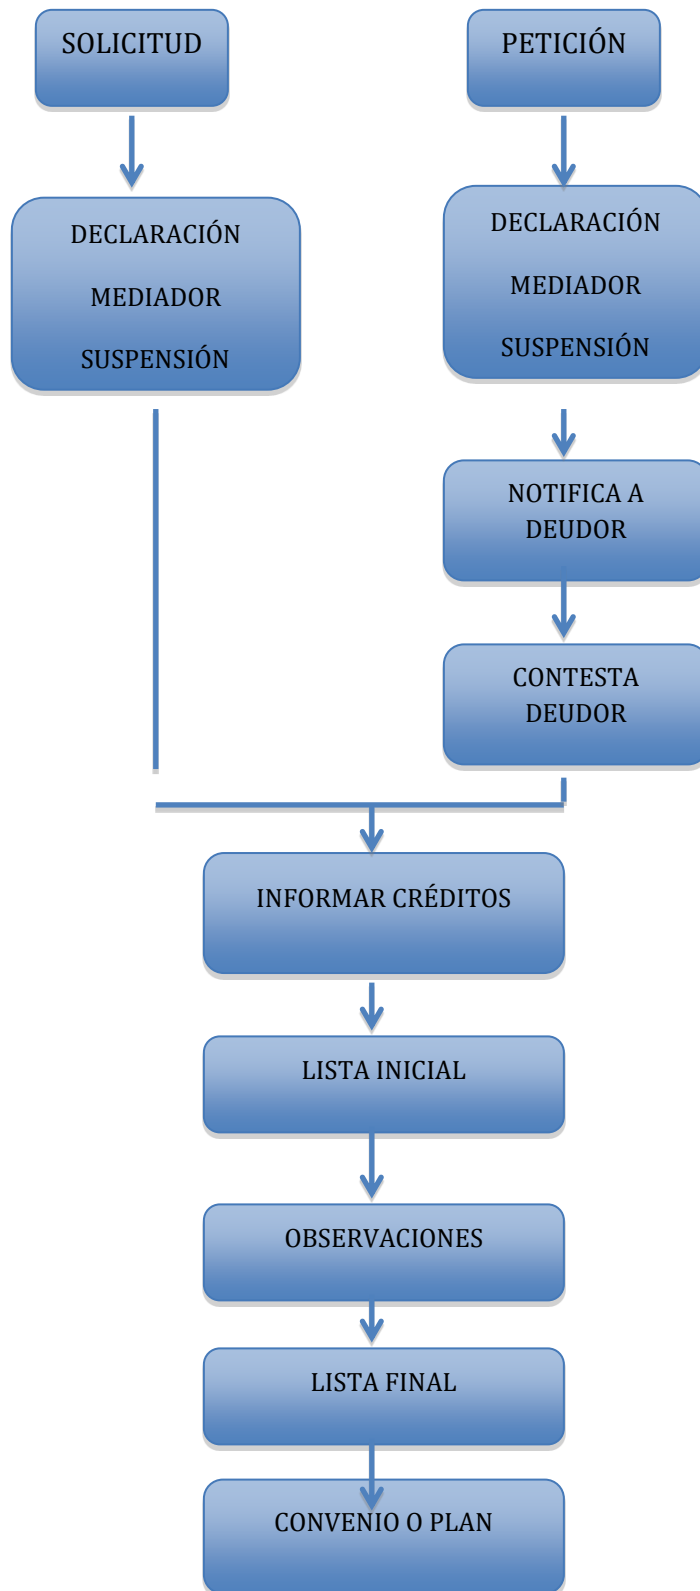 SOLICITUD
PETICIÓN
DECLARACIÓN
MEDIADOR
SUSPENSIÓN
DECLARACIÓN
MEDIADOR
SUSPENSIÓN
NOTIFICA A
DEUDOR
CONTESTA
DEUDOR
INFORMAR CRÉDITOS
LISTA INICIAL
OBSERVACIONES
LISTA FINAL
CONVENIO O PLAN